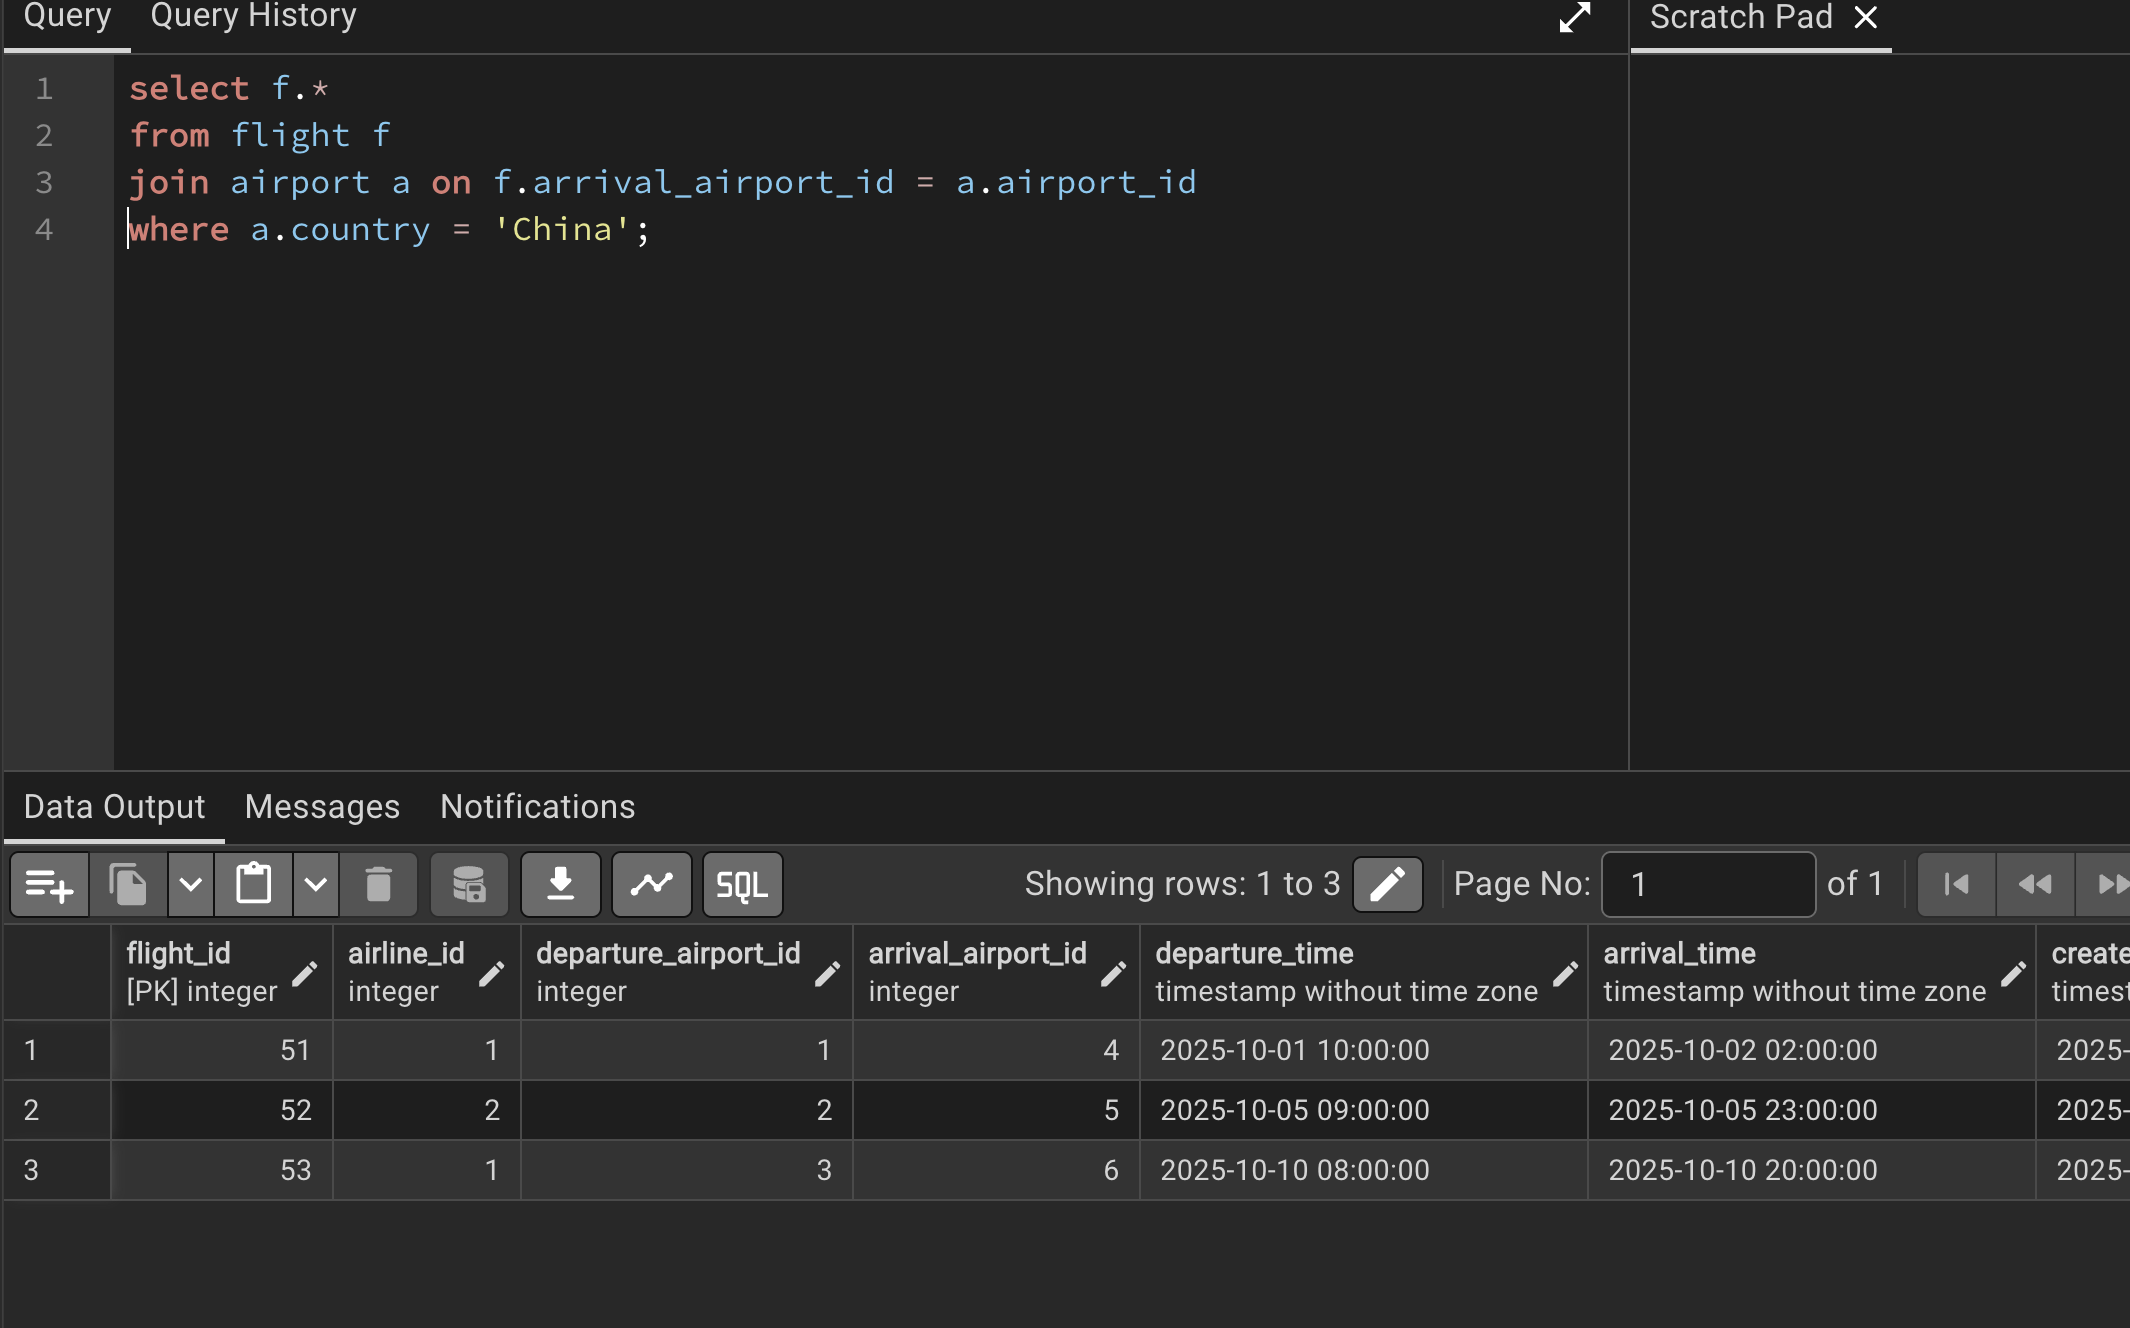 Query Query History Scratch Pad
1 select f.*
2 from flight f
3 join airport a on f.arrival_airport_id = a.airport_id
4 where a.country = 'China';
Data Output Messages Notifications
SQL Showing rows: 1 to 3 Page No: 1 of 1
flight_id airline_id departure_airport_id arrival_airport_id departure_time arrival_time create
[PK] integer integer integer integer timestamp without time zone timestamp without time zone timest
1 51 1 1 4 2025-10-01 10:00:00 2025-10-02 02:00:00 2025-
2 52 2 2 5 2025-10-05 09:00:00 2025-10-05 23:00:00 2025-
3 53 1 3 6 2025-10-10 08:00:00 2025-10-10 20:00:00 2025-